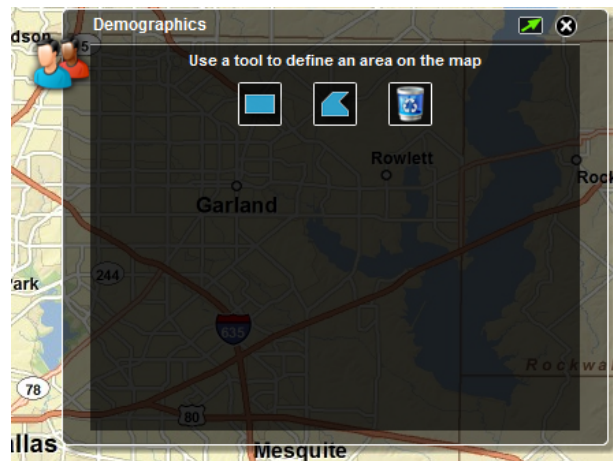 Demographics
dson
5
Use a tool to define an area on the map
Rowlett
Rock
Garland
244
ark
635
Rockwa
78
80
llas
Mesquite